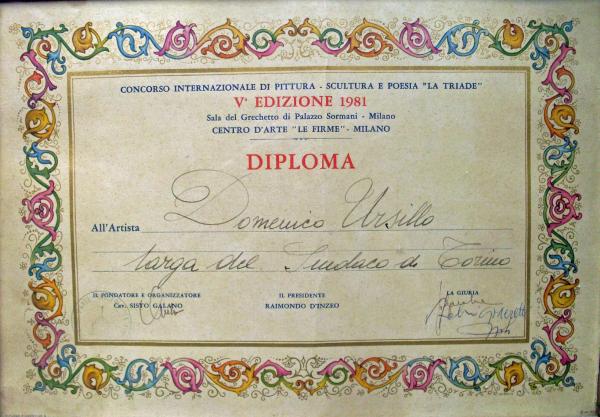 CONCORSO INTERNAZIONALE DI PITTURA - SCULTURA E POESIA "LA TRIADE"
Vª EDIZIONE 1981
Sala del Grechetto di Palazzo Sormani - Milano
CENTRO D'ARTE "LE FIRME" - MILANO
DIPLOMA
All'Artista Domenico Ursillo
targa del Sindaco di Torino
IL FONDATORE E ORGANIZZATORE
Cav. SISTO GALANO
IL PRESIDENTE
RAIMONDO D'INZEO
LA GIURIA